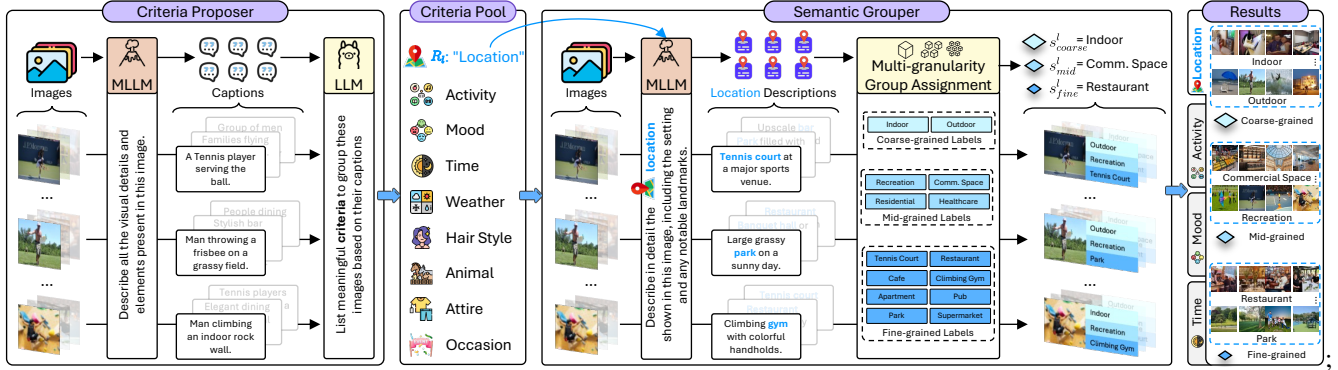 Criteria Proposer
Images
MLLM
Captions
LLM
Describe all the visual details and
elements present in this image.
Group of men
Families flying
A Tennis player
serving the
ball.
...
People dining
Stylish bar
Man throwing a
frisbee on a
grassy field.
...
Tennis players
Elegant dining
Man climbing
an indoor rock
wall.
List meaningful criteria to group these
images based on their captions
Criteria Pool
R_l: "Location"
Activity
Mood
Time
Weather
Hair Style
Animal
Attire
Occasion
Semantic Grouper
Images
MLLM
Location Descriptions
Describe in detail the location
shown in this image, including the setting
and any notable landmarks.
Upscale bar
Park filled with
Tennis court at
a major sports
venue.
...
Restaurant
Large grassy
park on a
sunny day.
...
Tennis court
Climbing gym
with colorful
handholds.
Multi-granularity
Group Assignment
Indoor
Outdoor
Coarse-grained Labels
Recreation
Comm. Space
Residential
Healthcare
Mid-grained Labels
Tennis Court
Restaurant
Cafe
Climbing Gym
Apartment
Pub
Park
Supermarket
Fine-grained Labels
s^l_coarse = Indoor
s^l_mid = Comm. Space
s^l_fine = Restaurant
Outdoor
Recreation
Tennis Court
...
Outdoor
Recreation
Park
...
Indoor
Recreation
Climbing Gym
Results
Location
Activity
Mood
Time
Indoor
Outdoor
Coarse-grained
Commercial Space
Recreation
Mid-grained
Restaurant
Park
Fine-grained
;